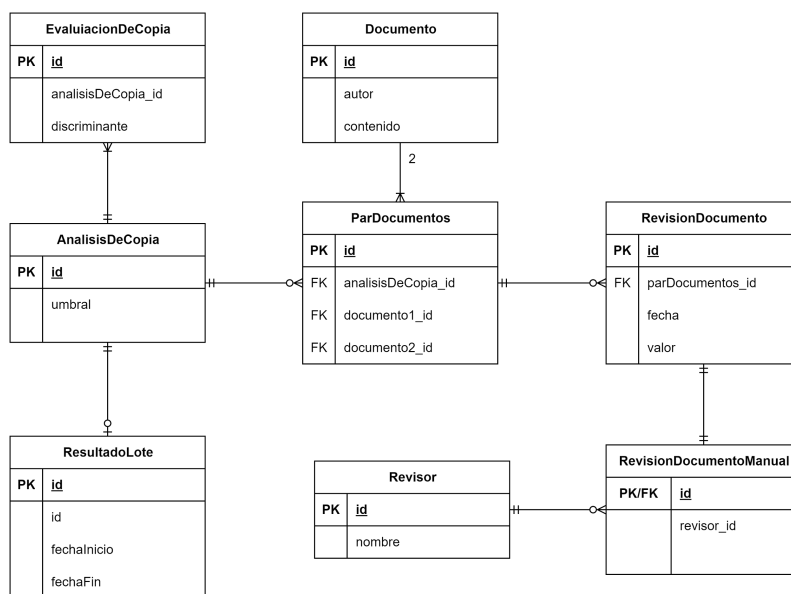 EvaluiacionDeCopia
PK id
analisisDeCopia_id
discriminante
Documento
PK id
autor
contenido
2
AnalisisDeCopia
PK id
umbral
ParDocumentos
PK id
FK analisisDeCopia_id
FK documento1_id
FK documento2_id
RevisionDocumento
PK id
FK parDocumentos_id
fecha
valor
ResultadoLote
PK id
id
fechaInicio
fechaFin
Revisor
PK id
nombre
RevisionDocumentoManual
PK/FK id
revisor_id